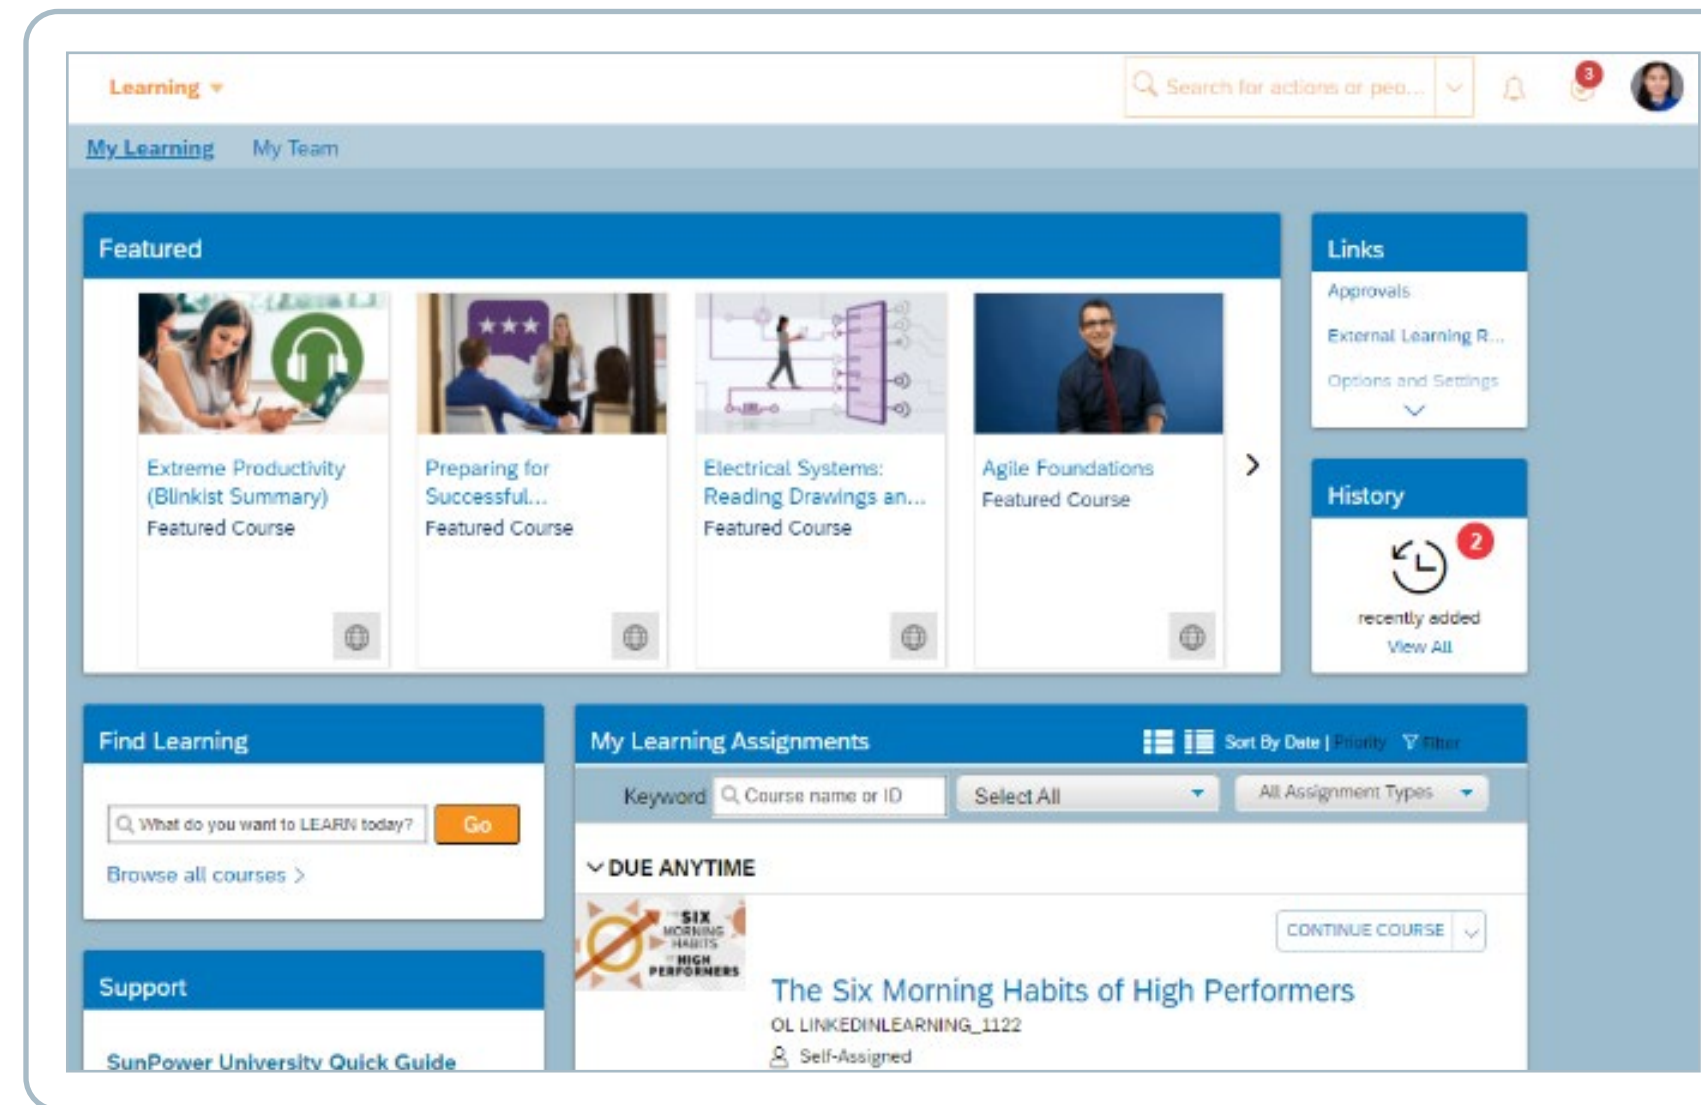 Learning
Search for actions or peo...
3
My Learning
My Team
Featured
Extreme Productivity
(Blinkist Summary)
Featured Course
Preparing for
Successful...
Featured Course
Electrical Systems:
Reading Drawings an...
Featured Course
Agile Foundations
Featured Course
Links
Approvals
External Learning R...
Options and Settings
History
2
recently added
View All
Find Learning
What do you want to LEARN today?
Go
Browse all courses >
Support
SunPower University Quick Guide
My Learning Assignments
Sort By Date | Priority Filter
Keyword
Course name or ID
Select All
All Assignment Types
DUE ANYTIME
SIX
MORNING
HABITS
HIGH
PERFORMERS
CONTINUE COURSE
The Six Morning Habits of High Performers
OL LINKEDINLEARNING_1122
Self-Assigned